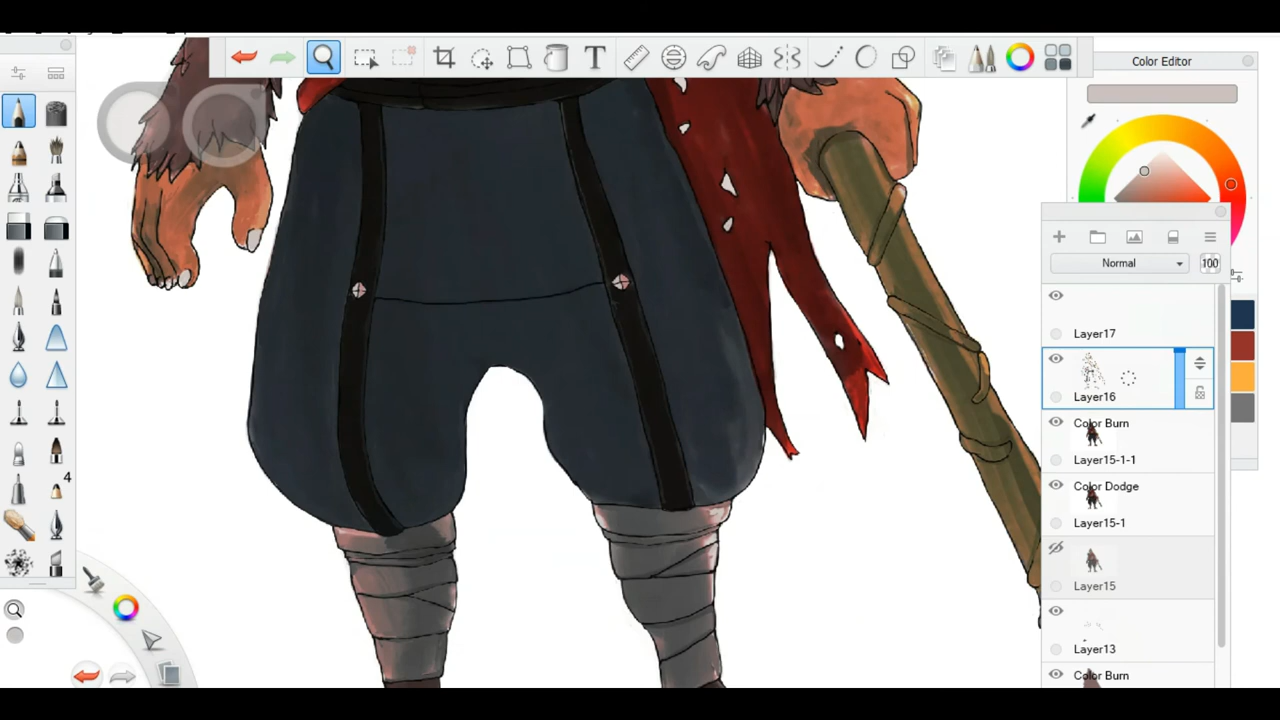 T
Color Editor
Normal
100
Layer17
Layer16
Color Burn
Layer15-1-1
Color Dodge
Layer15-1
Layer15
Layer13
Color Burn
4